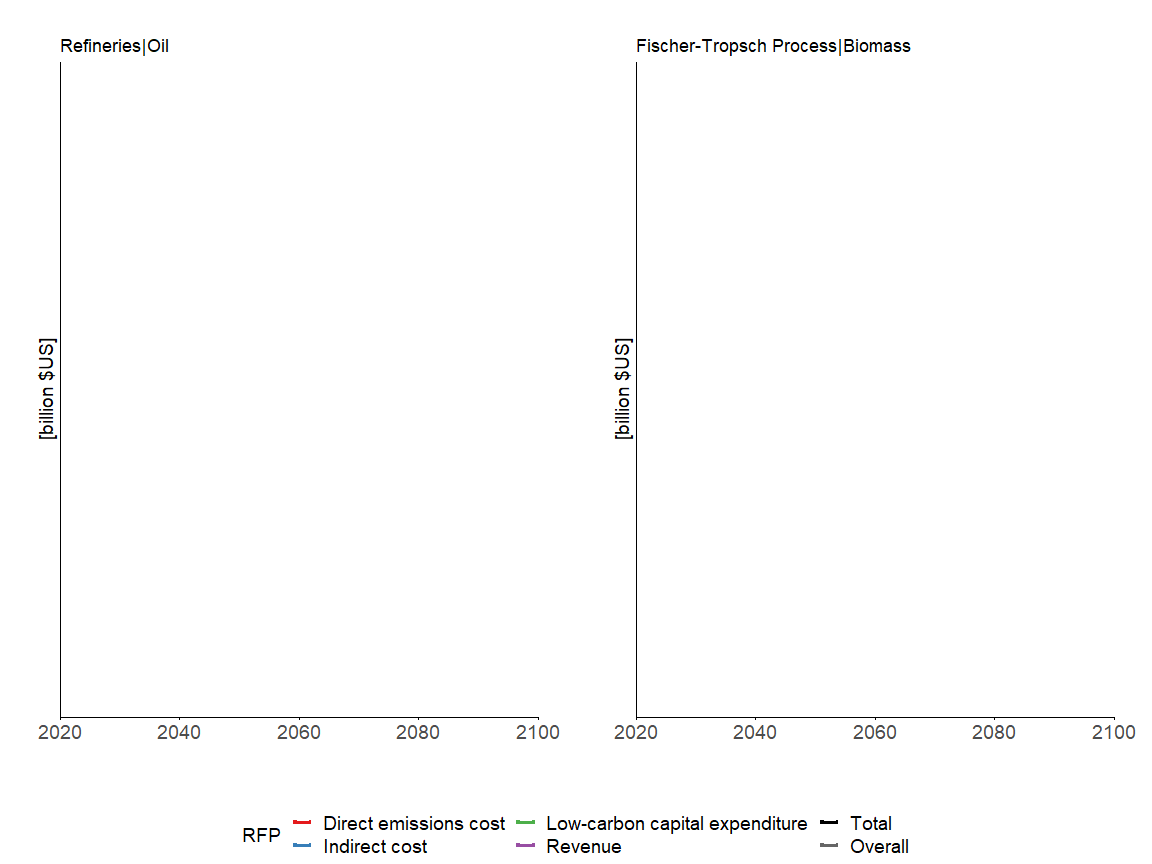 Refineries|Oil
Fischer-Tropsch Process|Biomass
[billion $US]
[billion $US]
2020 2040 2060 2080 2100
2020 2040 2060 2080 2100
RFP
Direct emissions cost
Indirect cost
Low-carbon capital expenditure
Revenue
Total
Overall